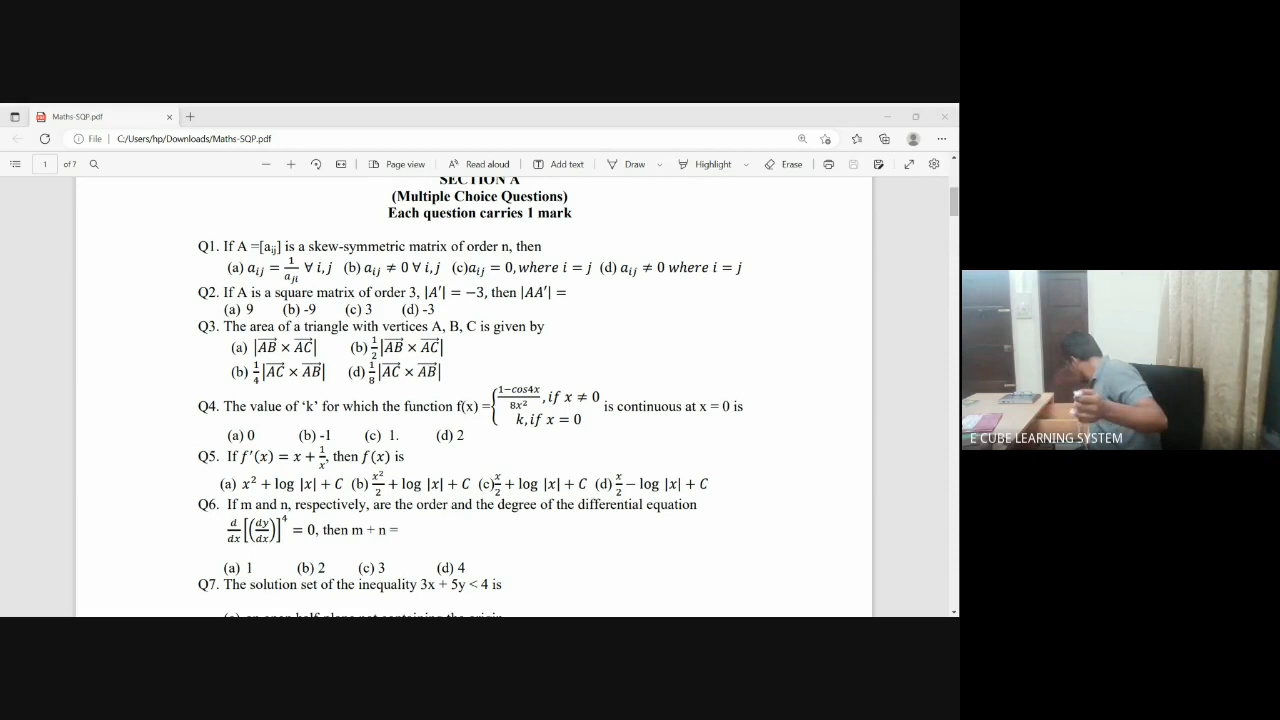 Maths-SQP.pdf
File | C:/Users/hp/Downloads/Maths-SQP.pdf
1 of 7 Page view Read aloud Add text Draw Highlight Erase
SECTION A
(Multiple Choice Questions)
Each question carries 1 mark
Q1. If A =[aᵢⱼ] is a skew-symmetric matrix of order n, then
(a) aᵢⱼ = 1/aⱼᵢ ∀ i, j (b) aᵢⱼ ≠ 0 ∀ i, j (c)aᵢⱼ = 0, where i = j (d) aᵢⱼ ≠ 0 where i = j
Q2. If A is a square matrix of order 3, |A′| = −3, then |AA′| =
(a) 9 (b) -9 (c) 3 (d) -3
Q3. The area of a triangle with vertices A, B, C is given by
(a) |AB⃗ × AC⃗| (b) 1/2 |AB⃗ × AC⃗|
(b) 1/4 |AC⃗ × AB⃗| (d) 1/8 |AC⃗ × AB⃗|
Q4. The value of ‘k’ for which the function f(x) = { 1−cos4x/8x², if x ≠ 0 k, if x = 0 is continuous at x = 0 is
(a) 0 (b) -1 (c) 1. (d) 2
Q5. If f′(x) = x + 1/x, then f(x) is
(a) x² + log |x| + C (b) x²/2 + log |x| + C (c) x/2 + log |x| + C (d) x/2 − log |x| + C
Q6. If m and n, respectively, are the order and the degree of the differential equation
d/dx [(dy/dx)]⁴ = 0, then m + n =
(a) 1 (b) 2 (c) 3 (d) 4
Q7. The solution set of the inequality 3x + 5y < 4 is
(a) an open half-plane not containing the origin
E CUBE LEARNING SYSTEM